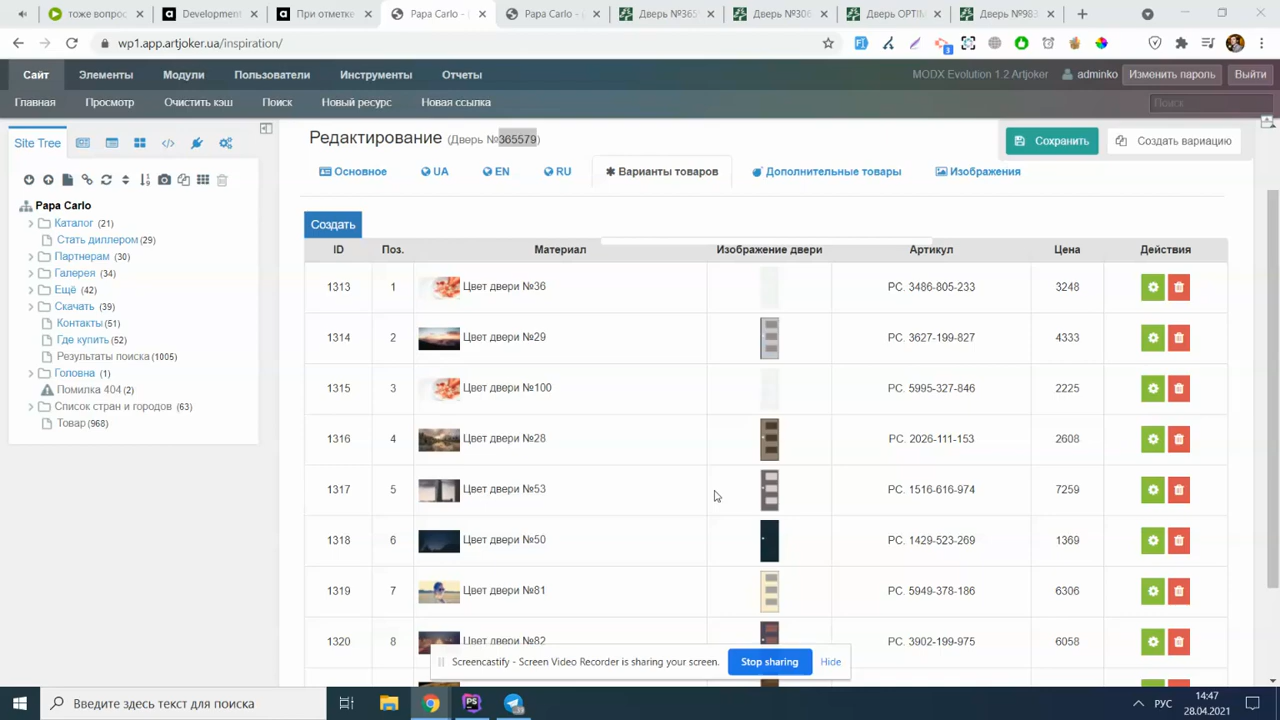 тоже вопрос
Development
При отметке
Papa Carlo -
Papa Carlo -
Дверь №365
Дверь №306
Дверь OPTIM
Дверь №983
wp1.app.artjoker.ua/inspiration/
3
Сайт Элементы Модули Пользователи Инструменты Отчеты
MODX Evolution 1.2 Artjoker adminko Изменить пароль Выйти
Главная Просмотр Очистить кэш Поиск Новый ресурс Новая ссылка
Поиск
Site Tree
Papa Carlo
Каталог (21)
Стать диллером (29)
Партнерам (30)
Галерея (34)
Ещё (42)
Скачать (39)
Контакты (51)
Где купить (52)
Результаты поиска (1005)
Головна (1)
Помилка 404 (2)
Список стран и городов (63)
Товар (968)
Редактирование (Дверь №365579)
Сохранить
Создать вариацию
Основное UA EN RU Варианты товаров Дополнительные товары Изображения
Создать
ID Поз. Материал Изображение двери Артикул Цена Действия
1313 1 Цвет двери №36 PC. 3486-805-233 3248
1314 2 Цвет двери №29 PC. 3627-199-827 4333
1315 3 Цвет двери №100 PC. 5995-327-846 2225
1316 4 Цвет двери №28 PC. 2026-111-153 2608
1317 5 Цвет двери №53 PC. 1516-616-974 7259
1318 6 Цвет двери №50 PC. 1429-523-269 1369
1319 7 Цвет двери №81 PC. 5949-378-186 6306
1320 8 Цвет двери №82 PC. 3902-199-975 6058
Screencastify - Screen Video Recorder is sharing your screen. Stop sharing Hide
Введите здесь текст для поиска
РУС
14:47
28.04.2021